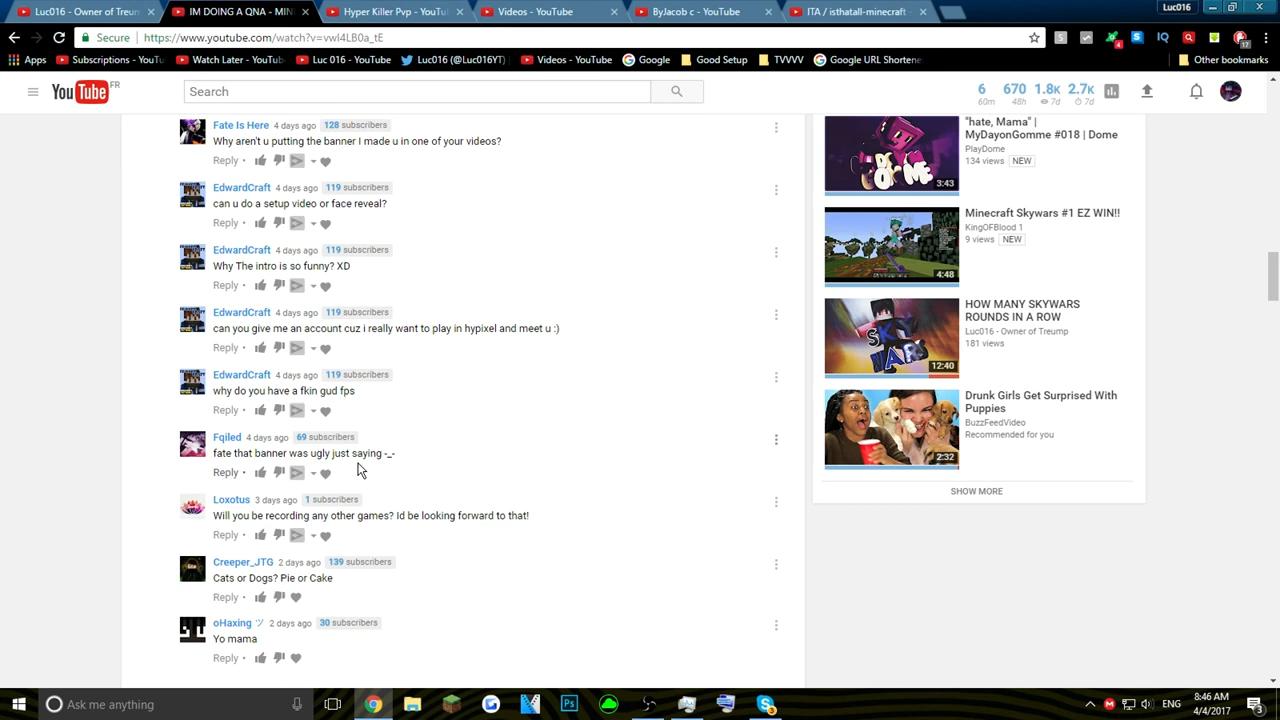 Luc016 - Owner of Treum
IM DOING A QNA - MIN
Hyper Killer Pvp - YouTu
Videos - YouTube
ByJacob c - YouTube
ITA / isthatall-minecraft
Luc016
Secure
https://www.youtube.com/watch?v=vwl4LB0a_tE
Apps
Subscriptions - YouTu
Watch Later - YouTub
Luc 016 - YouTube
Luc016 (@Luc016YT)
Videos - YouTube
Google
Good Setup
TVVVV
Google URL Shortene
Other bookmarks
YouTube FR
Search
6 670 1.8K 2.7K
60m 48h 7d 7d
Fate Is Here 4 days ago 128 subscribers
Why aren't u putting the banner I made u in one of your videos?
Reply
EdwardCraft 4 days ago 119 subscribers
can u do a setup video or face reveal?
Reply
EdwardCraft 4 days ago 119 subscribers
Why The intro is so funny? XD
Reply
EdwardCraft 4 days ago 119 subscribers
can you give me an account cuz i really want to play in hypixel and meet u :)
Reply
EdwardCraft 4 days ago 119 subscribers
why do you have a fkin gud fps
Reply
Fqiled 4 days ago 69 subscribers
fate that banner was ugly just saying -_-
Reply
Loxotus 3 days ago 1 subscribers
Will you be recording any other games? Id be looking forward to that!
Reply
Creeper_JTG 2 days ago 139 subscribers
Cats or Dogs? Pie or Cake
Reply
oHaxing ツ 2 days ago 30 subscribers
Yo mama
Reply
"hate, Mama" |
MyDayonGomme #018 | Dome
PlayDome
134 views NEW
3:43
Minecraft Skywars #1 EZ WIN!!
KingOFBlood 1
9 views NEW
4:48
HOW MANY SKYWARS
ROUNDS IN A ROW
Luc016 - Owner of Treump
181 views
12:40
Drunk Girls Get Surprised With
Puppies
BuzzFeedVideo
Recommended for you
2:32
SHOW MORE
Ask me anything
ENG
8:46 AM
4/4/2017